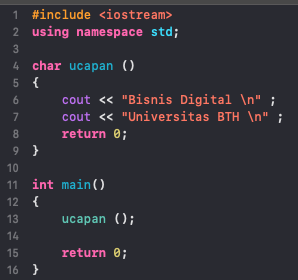 1 #include <iostream>
2 using namespace std;
3
4 char ucapan ()
5 {
6     cout << "Bisnis Digital \n" ;
7     cout << "Universitas BTH \n" ;
8     return 0;
9 }
10
11 int main()
12 {
13     ucapan ();
14
15     return 0;
16 }